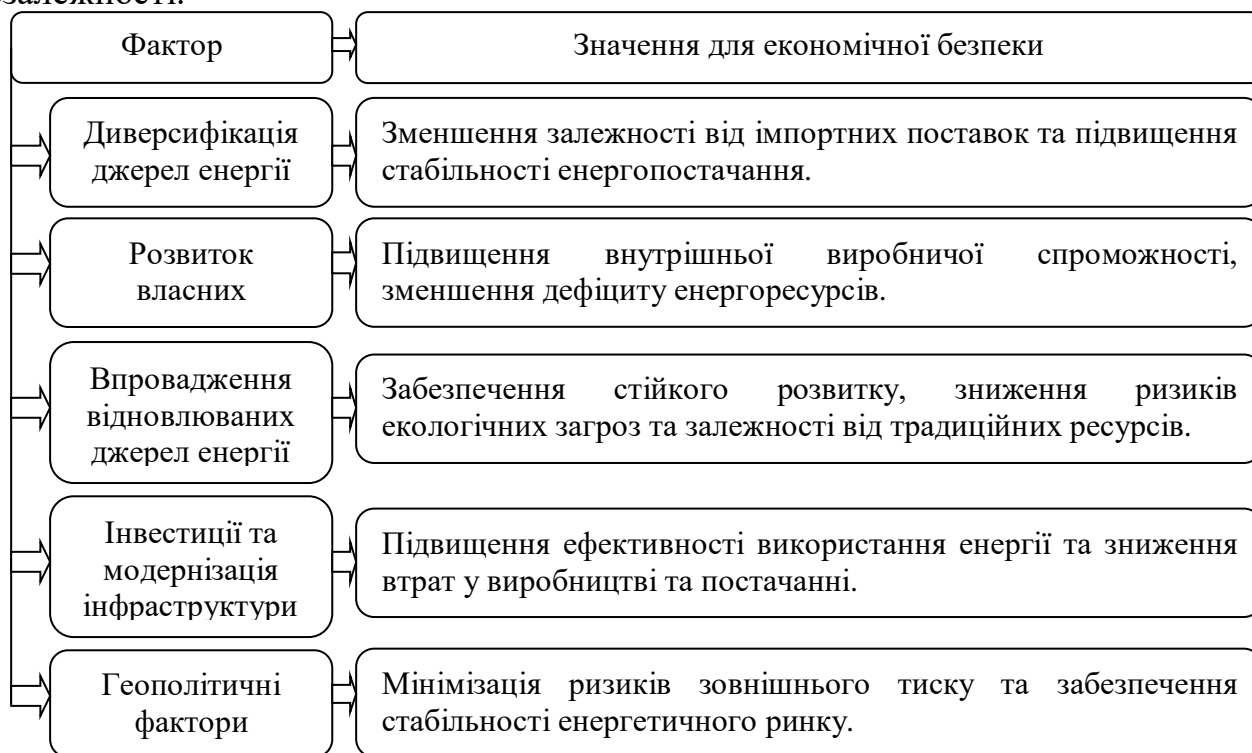 Фактор
Значення для економічної безпеки
Диверсифікація
джерел енергії
Зменшення залежності від імпортних поставок та підвищення
стабільності енергопостачання.
Розвиток
власних
Підвищення внутрішньої виробничої спроможності,
зменшення дефіциту енергоресурсів.
Впровадження
відновлюваних
джерел енергії
Забезпечення стійкого розвитку, зниження ризиків
екологічних загроз та залежності від традиційних ресурсів.
Інвестиції та
модернізація
інфраструктури
Підвищення ефективності використання енергії та зниження
втрат у виробництві та постачанні.
Геополітичні
фактори
Мінімізація ризиків зовнішнього тиску та забезпечення
стабільності енергетичного ринку.